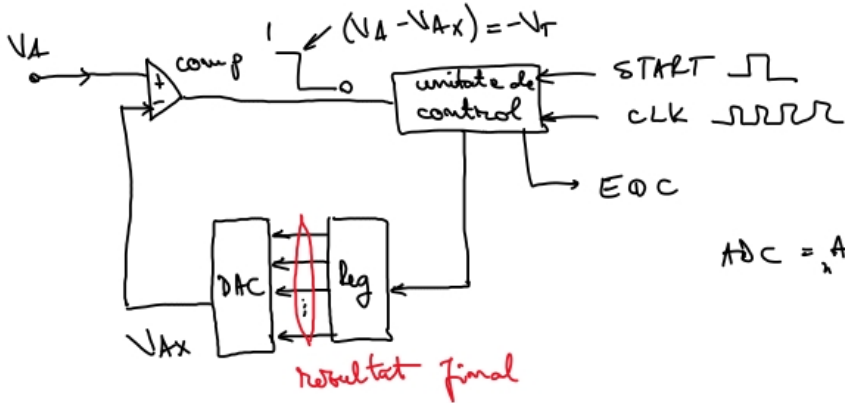 VA
comp
+
-
1
(VA - VAX) = -VT
0
unitate de
control
START
CLK
EOC
DAC
Reg
VAX
rezultat final
ADC =